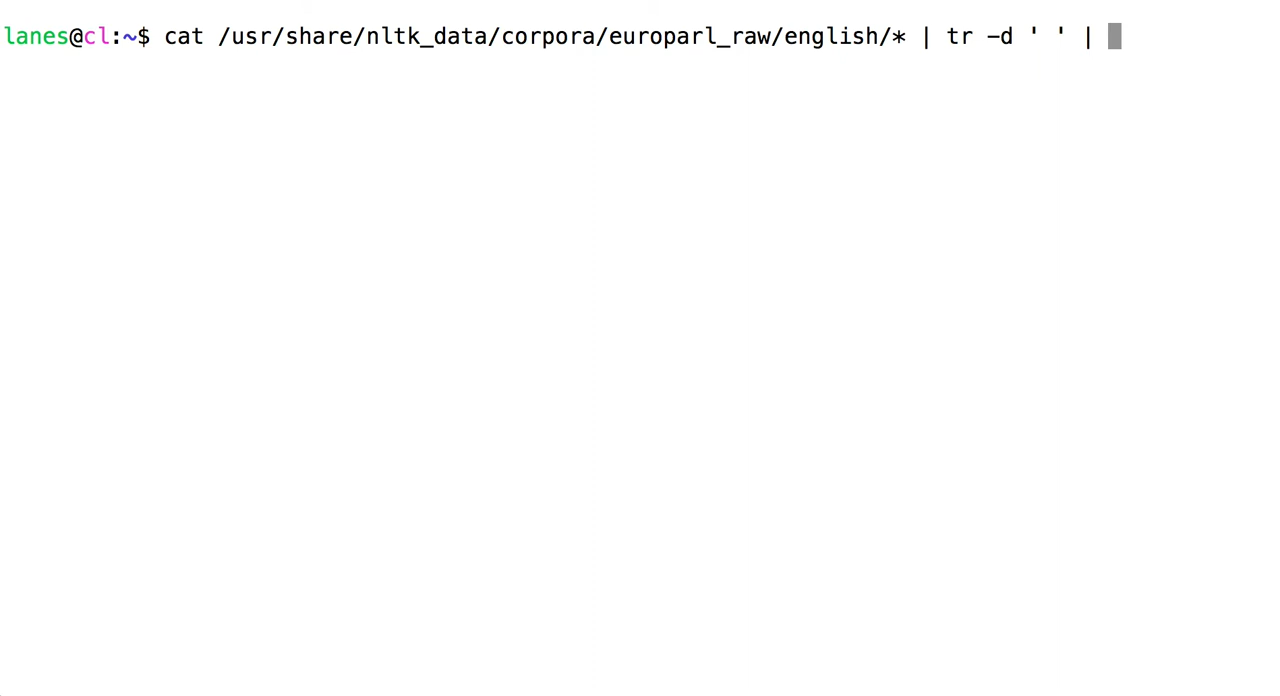 lanes@cl:~$ cat /usr/share/nltk_data/corpora/europarl_raw/english/* | tr -d ' ' |